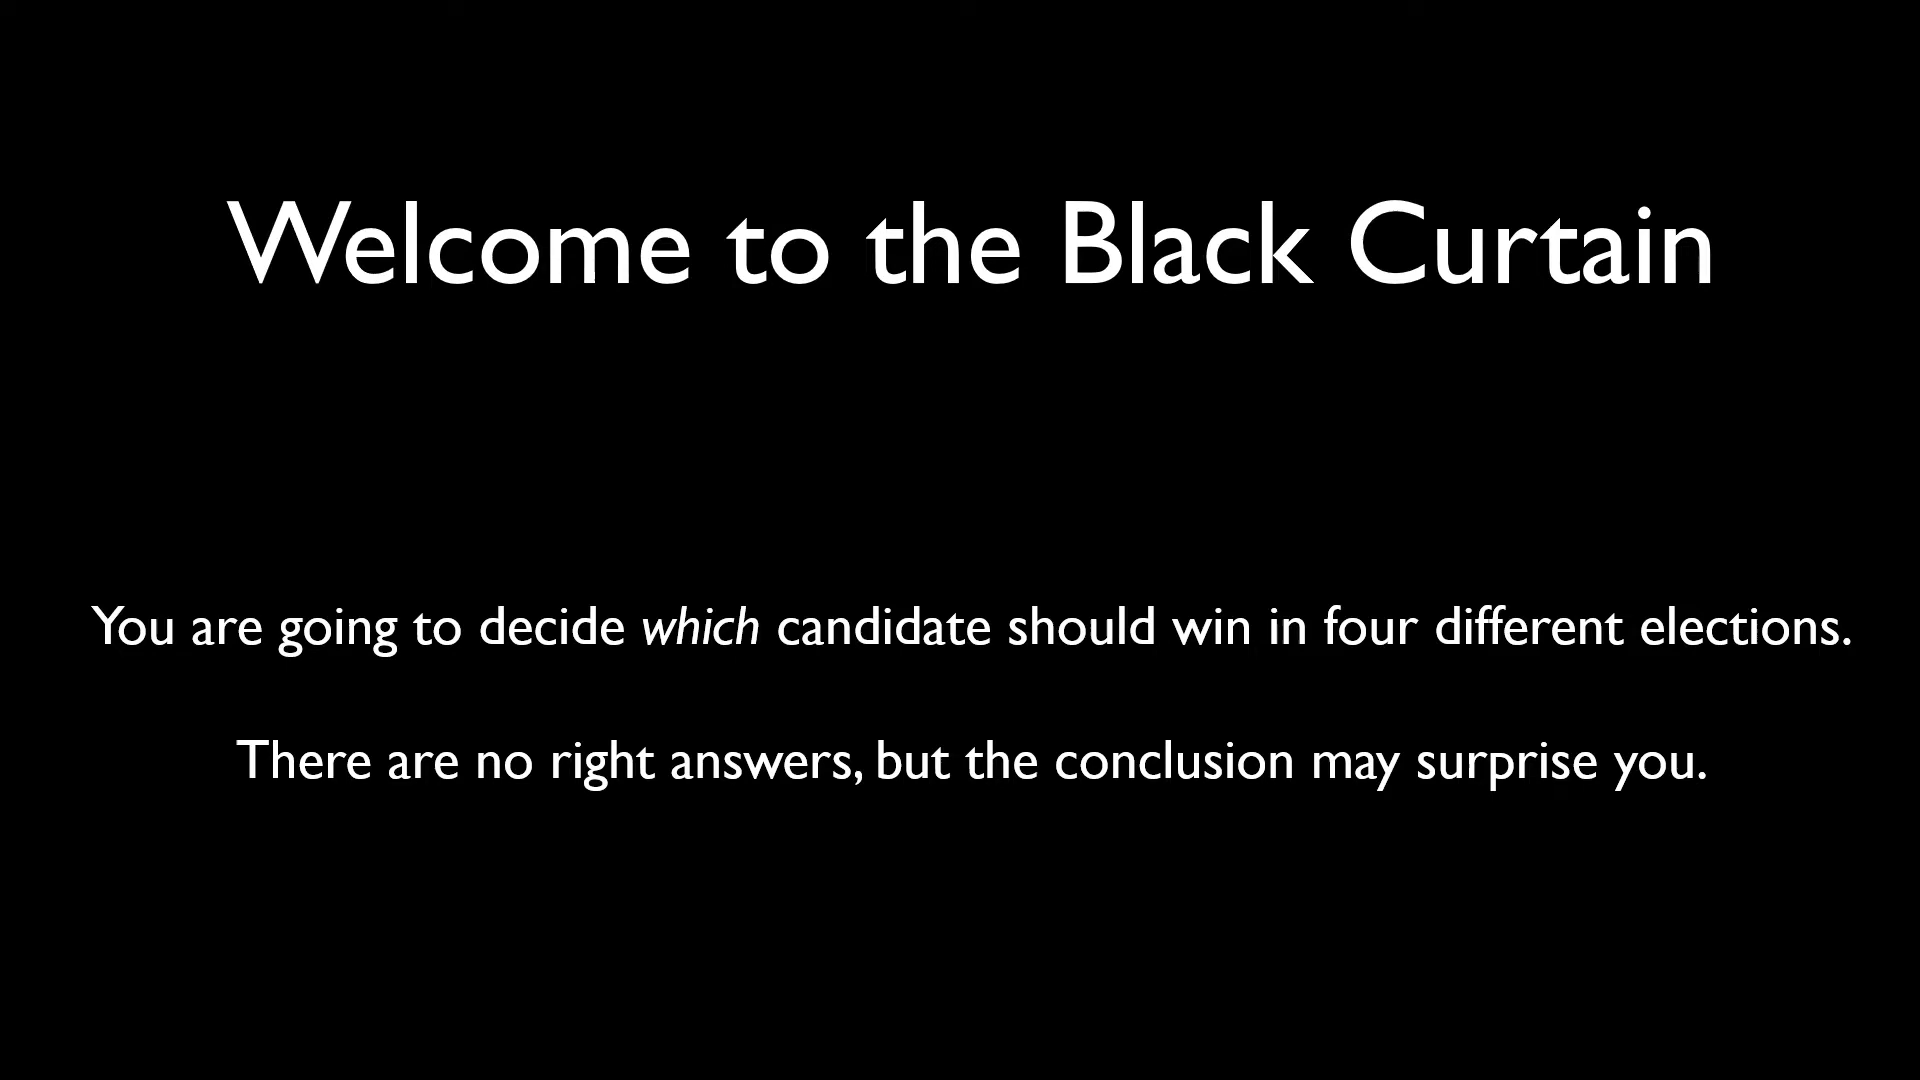 Welcome to the Black Curtain
You are going to decide which candidate should win in four different elections.
There are no right answers, but the conclusion may surprise you.